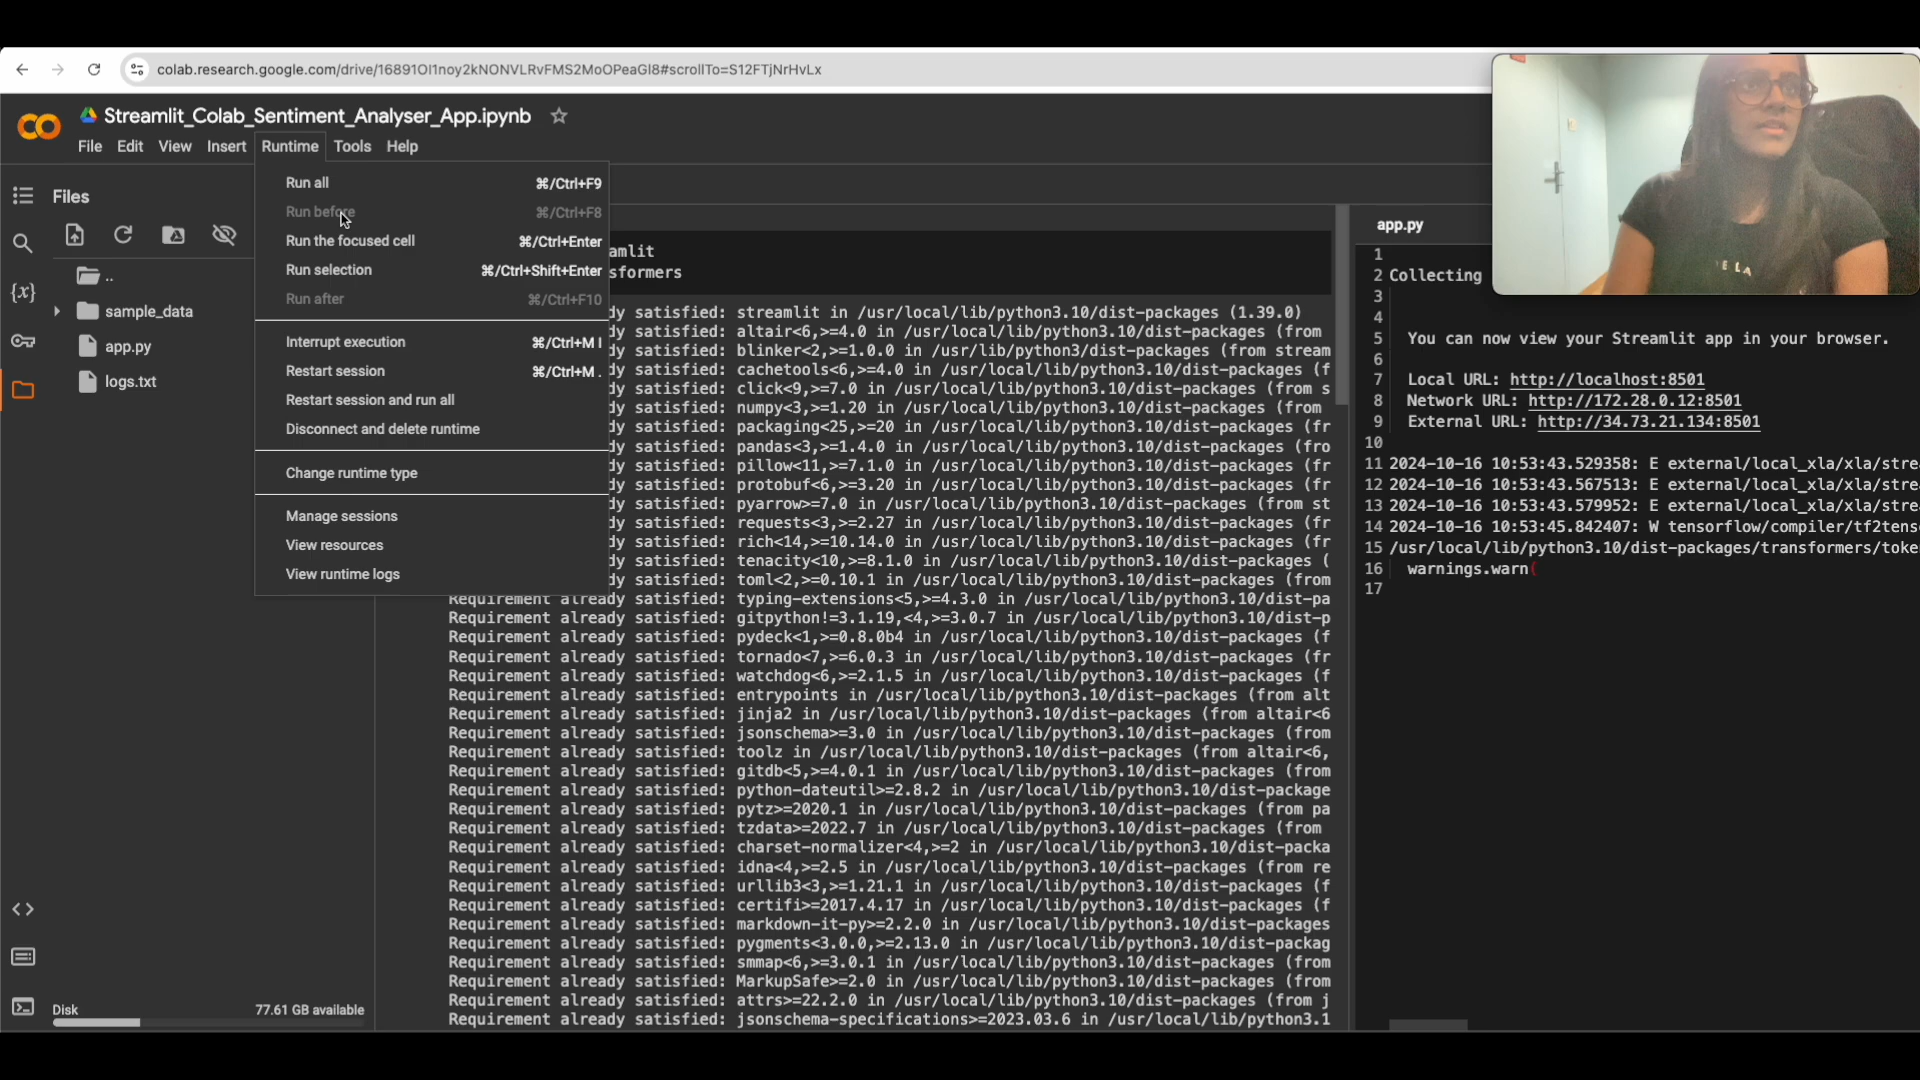 colab.research.google.com/drive/16891OI1noy2kNONVLRvFMS2MoOPeaGl8#scrollTo=S12FTjNrHvLx
Streamlit_Colab_Sentiment_Analyser_App.ipynb
File Edit View Insert Runtime Tools Help
Files
..
sample_data
app.py
logs.txt
Disk 77.61 GB available
Run all ⌘/Ctrl+F9
Run before ⌘/Ctrl+F8
Run the focused cell ⌘/Ctrl+Enter
Run selection ⌘/Ctrl+Shift+Enter
Run after ⌘/Ctrl+F10
Interrupt execution ⌘/Ctrl+M I
Restart session ⌘/Ctrl+M .
Restart session and run all
Disconnect and delete runtime
Change runtime type
Manage sessions
View resources
View runtime logs
amlit
sformers
dy satisfied: streamlit in /usr/local/lib/python3.10/dist-packages (1.39.0)
dy satisfied: altair<6,>=4.0 in /usr/local/lib/python3.10/dist-packages (from
dy satisfied: blinker<2,>=1.0.0 in /usr/lib/python3/dist-packages (from stream
dy satisfied: cachetools<6,>=4.0 in /usr/local/lib/python3.10/dist-packages (f
dy satisfied: click<9,>=7.0 in /usr/local/lib/python3.10/dist-packages (from s
dy satisfied: numpy<3,>=1.20 in /usr/local/lib/python3.10/dist-packages (from
dy satisfied: packaging<25,>=20 in /usr/local/lib/python3.10/dist-packages (fr
dy satisfied: pandas<3,>=1.4.0 in /usr/local/lib/python3.10/dist-packages (fro
dy satisfied: pillow<11,>=7.1.0 in /usr/local/lib/python3.10/dist-packages (fr
dy satisfied: protobuf<6,>=3.20 in /usr/local/lib/python3.10/dist-packages (fr
dy satisfied: pyarrow>=7.0 in /usr/local/lib/python3.10/dist-packages (from st
dy satisfied: requests<3,>=2.27 in /usr/local/lib/python3.10/dist-packages (fr
dy satisfied: rich<14,>=10.14.0 in /usr/local/lib/python3.10/dist-packages (fr
dy satisfied: tenacity<10,>=8.1.0 in /usr/local/lib/python3.10/dist-packages (
dy satisfied: toml<2,>=0.10.1 in /usr/local/lib/python3.10/dist-packages (from
Requirement already satisfied: typing-extensions<5,>=4.3.0 in /usr/local/lib/python3.10/dist-pa
Requirement already satisfied: gitpython!=3.1.19,<4,>=3.0.7 in /usr/local/lib/python3.10/dist-p
Requirement already satisfied: pydeck<1,>=0.8.0b4 in /usr/local/lib/python3.10/dist-packages (f
Requirement already satisfied: tornado<7,>=6.0.3 in /usr/local/lib/python3.10/dist-packages (fr
Requirement already satisfied: watchdog<6,>=2.1.5 in /usr/local/lib/python3.10/dist-packages (f
Requirement already satisfied: entrypoints in /usr/local/lib/python3.10/dist-packages (from alt
Requirement already satisfied: jinja2 in /usr/local/lib/python3.10/dist-packages (from altair<6
Requirement already satisfied: jsonschema>=3.0 in /usr/local/lib/python3.10/dist-packages (from
Requirement already satisfied: toolz in /usr/local/lib/python3.10/dist-packages (from altair<6,
Requirement already satisfied: gitdb<5,>=4.0.1 in /usr/local/lib/python3.10/dist-packages (from
Requirement already satisfied: python-dateutil>=2.8.2 in /usr/local/lib/python3.10/dist-package
Requirement already satisfied: pytz>=2020.1 in /usr/local/lib/python3.10/dist-packages (from pa
Requirement already satisfied: tzdata>=2022.7 in /usr/local/lib/python3.10/dist-packages (from
Requirement already satisfied: charset-normalizer<4,>=2 in /usr/local/lib/python3.10/dist-packa
Requirement already satisfied: idna<4,>=2.5 in /usr/local/lib/python3.10/dist-packages (from re
Requirement already satisfied: urllib3<3,>=1.21.1 in /usr/local/lib/python3.10/dist-packages (f
Requirement already satisfied: certifi>=2017.4.17 in /usr/local/lib/python3.10/dist-packages (f
Requirement already satisfied: markdown-it-py>=2.2.0 in /usr/local/lib/python3.10/dist-packages
Requirement already satisfied: pygments<3.0.0,>=2.13.0 in /usr/local/lib/python3.10/dist-packag
Requirement already satisfied: smmap<6,>=3.0.1 in /usr/local/lib/python3.10/dist-packages (from
Requirement already satisfied: MarkupSafe>=2.0 in /usr/local/lib/python3.10/dist-packages (from
Requirement already satisfied: attrs>=22.2.0 in /usr/local/lib/python3.10/dist-packages (from j
Requirement already satisfied: jsonschema-specifications>=2023.03.6 in /usr/local/lib/python3.1
app.py
1
2 Collecting
3
4
5 You can now view your Streamlit app in your browser.
6
7 Local URL: http://localhost:8501
8 Network URL: http://172.28.0.12:8501
9 External URL: http://34.73.21.134:8501
10
11 2024-10-16 10:53:43.529358: E external/local_xla/xla/stre
12 2024-10-16 10:53:43.567513: E external/local_xla/xla/stre
13 2024-10-16 10:53:43.579952: E external/local_xla/xla/stre
14 2024-10-16 10:53:45.842407: W tensorflow/compiler/tf2tens
15 /usr/local/lib/python3.10/dist-packages/transformers/toke
16 warnings.warn(
17